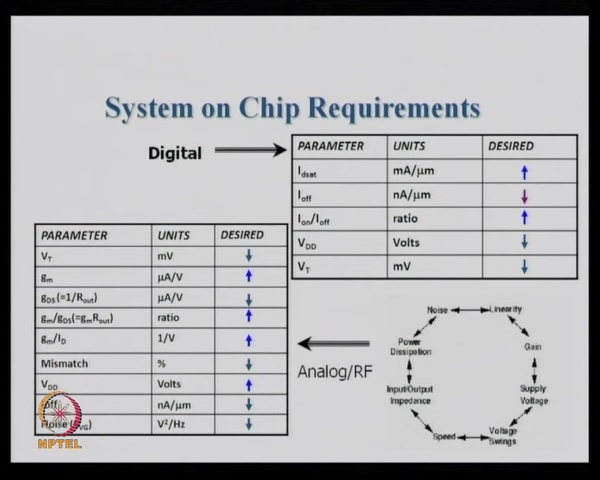 System on Chip Requirements
Digital
PARAMETER UNITS DESIRED
Idsat mA/μm ↑
Ioff nA/μm ↓
Ion/Ioff ratio ↑
VDD Volts ↓
VT mV ↓
PARAMETER UNITS DESIRED
VT mV ↓
gm μA/V ↑
gDS(=1/Rout) μA/V ↓
gm/gDS(=gmRout) ratio ↑
gm/ID 1/V ↑
Mismatch % ↓
VDD Volts ↑
nA/μm ↓
V²/Hz ↓
Analog/RF
Noise
Linearity
Gain
Supply
Voltage
Voltage
Swings
Speed
Input/Output
Impedance
Power
Dissipation
NPTEL